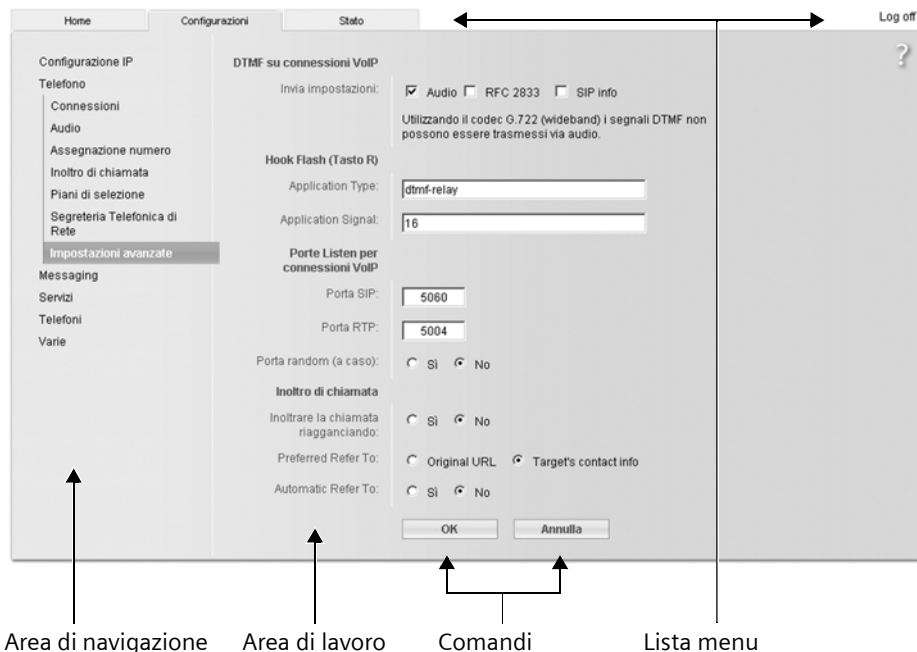 Home
Configurazioni
Stato
Log off
?
Configurazione IP
Telefono
Connessioni
Audio
Assegnazione numero
Inoltro di chiamata
Piani di selezione
Segreteria Telefonica di
Rete
Impostazioni avanzate
Messaging
Servizi
Telefoni
Varie
DTMF su connessioni VoIP
Invia impostazioni:
Audio
RFC 2833
SIP info
Utilizzando il codec G.722 (wideband) i segnali DTMF non
possono essere trasmessi via audio.
Hook Flash (Tasto R)
Application Type:
dtmf-relay
Application Signal:
16
Porte Listen per
connessioni VoIP
Porta SIP:
5060
Porta RTP:
5004
Porta random (a caso):
Sì
No
Inoltro di chiamata
Inoltrare la chiamata
riagganciando:
Sì
No
Preferred Refer To:
Original URL
Target's contact info
Automatic Refer To:
Sì
No
OK
Annulla
Area di navigazione
Area di lavoro
Comandi
Lista menu